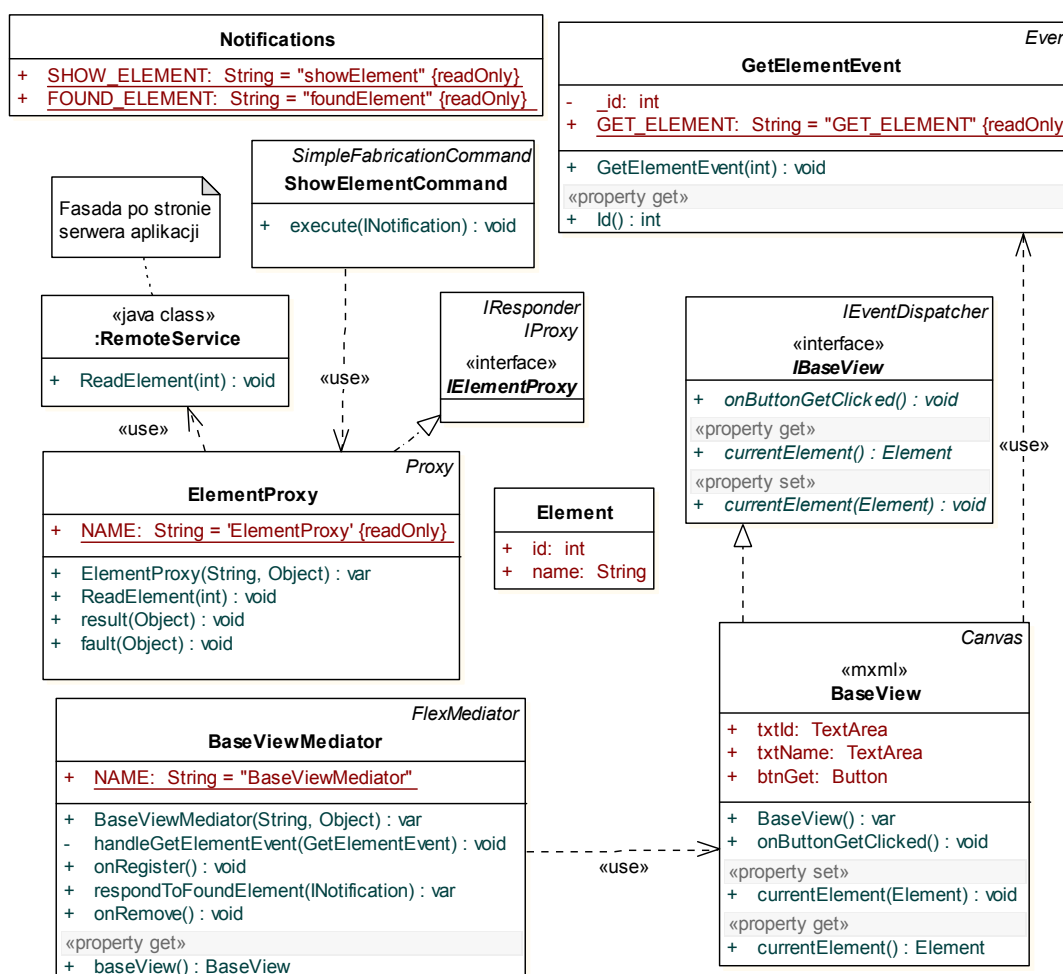 Notifications
+ SHOW_ELEMENT: String = "showElement" {readOnly}
+ FOUND_ELEMENT: String = "foundElement" {readOnly}
GetElementEvent
- _id: int
+ GET_ELEMENT: String = "GET_ELEMENT" {readOnly
+ GetElementEvent(int) : void
«property get»
+ Id() : int
SimpleFabricationCommand
ShowElementCommand
+ execute(INotification) : void
Fasada po stronie
serwera aplikacji
«java class»
:RemoteService
+ ReadElement(int) : void
«use»
«use»
IResponder
IProxy
«interface»
IElementProxy
IEventDispatcher
«interface»
IBaseView
+ onButtonGetClicked() : void
«property get»
+ currentElement() : Element
«property set»
+ currentElement(Element) : void
«use»
Proxy
ElementProxy
+ NAME: String = 'ElementProxy' {readOnly}
+ ElementProxy(String, Object) : var
+ ReadElement(int) : void
+ result(Object) : void
+ fault(Object) : void
Element
+ id: int
+ name: String
Canvas
«mxml»
BaseView
+ txtId: TextArea
+ txtName: TextArea
+ btnGet: Button
+ BaseView() : var
+ onButtonGetClicked() : void
«property set»
+ currentElement(Element) : void
«property get»
+ currentElement() : Element
FlexMediator
BaseViewMediator
+ NAME: String = "BaseViewMediator"
+ BaseViewMediator(String, Object) : var
- handleGetElementEvent(GetElementEvent) : void
+ onRegister() : void
+ respondToFoundElement(INotification) : var
+ onRemove() : void
«property get»
+ baseView() : BaseView
«use»